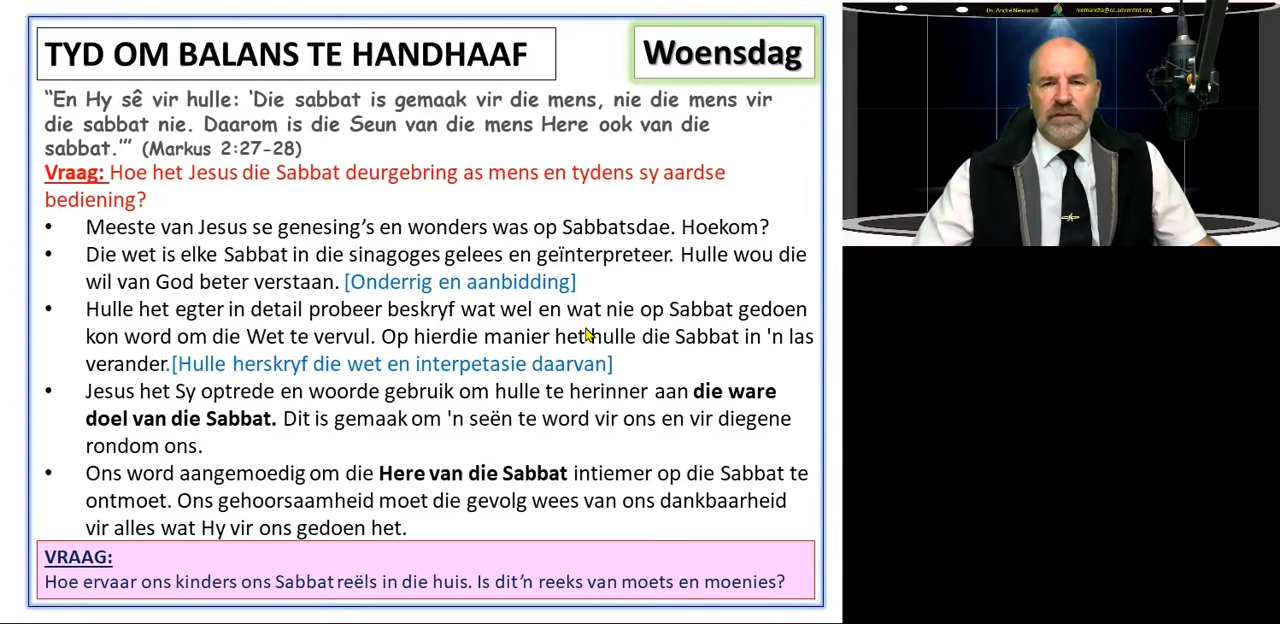 TYD OM BALANS TE HANDHAAF
Woensdag
“En Hy sê vir hulle: ‘Die sabbat is gemaak vir die mens, nie die mens vir
die sabbat nie. Daarom is die Seun van die mens Here ook van die
sabbat.’” (Markus 2:27-28)
Vraag: Hoe het Jesus die Sabbat deurgebring as mens en tydens sy aardse
bediening?
• Meeste van Jesus se genesing’s en wonders was op Sabbatsdae. Hoekom?
• Die wet is elke Sabbat in die sinagoges gelees en geïnterpreteer. Hulle wou die
wil van God beter verstaan. [Onderrig en aanbidding]
• Hulle het egter in detail probeer beskryf wat wel en wat nie op Sabbat gedoen
kon word om die Wet te vervul. Op hierdie manier het hulle die Sabbat in 'n las
verander.[Hulle herskryf die wet en interpetasie daarvan]
• Jesus het Sy optrede en woorde gebruik om hulle te herinner aan die ware
doel van die Sabbat. Dit is gemaak om 'n seën te word vir ons en vir diegene
rondom ons.
• Ons word aangemoedig om die Here van die Sabbat intiemer op die Sabbat te
ontmoet. Ons gehoorsaamheid moet die gevolg wees van ons dankbaarheid
vir alles wat Hy vir ons gedoen het.
VRAAG:
Hoe ervaar ons kinders ons Sabbat reëls in die huis. Is dit ’n reeks van moets en moenies?
Ds. André Niemandt niemandta@cc.adventist.org